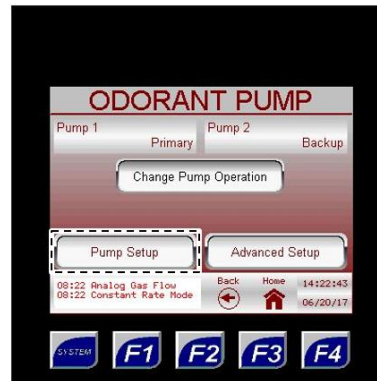 ODORANT PUMP
Pump 1 Pump 2
Primary Backup
Change Pump Operation
Pump Setup Advanced Setup
08:22 Analog Gas Flow Back Home 14:22:43
08:22 Constant Rate Mode 06/20/17
SYSTEM F1 F2 F3 F4